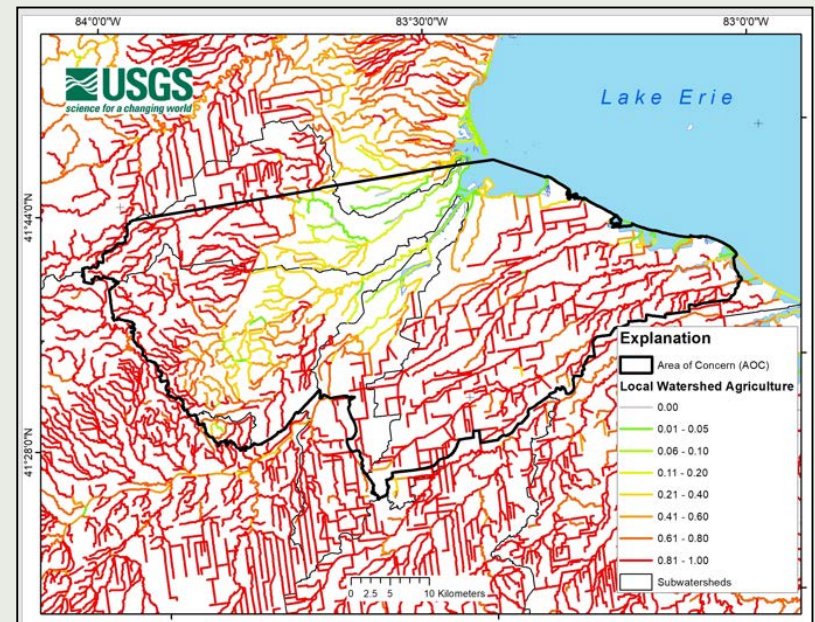 84°0'0"W
83°30'0"W
83°0'0"W
USGS
science for a changing world
Lake Erie
41°44'0"N
41°28'0"N
Explanation
Area of Concern (AOC)
Local Watershed Agriculture
0.00
0.01 - 0.05
0.06 - 0.10
0.11 - 0.20
0.21 - 0.40
0.41 - 0.60
0.61 - 0.80
0.81 - 1.00
Subwatersheds
0 2.5 5 10 Kilometers